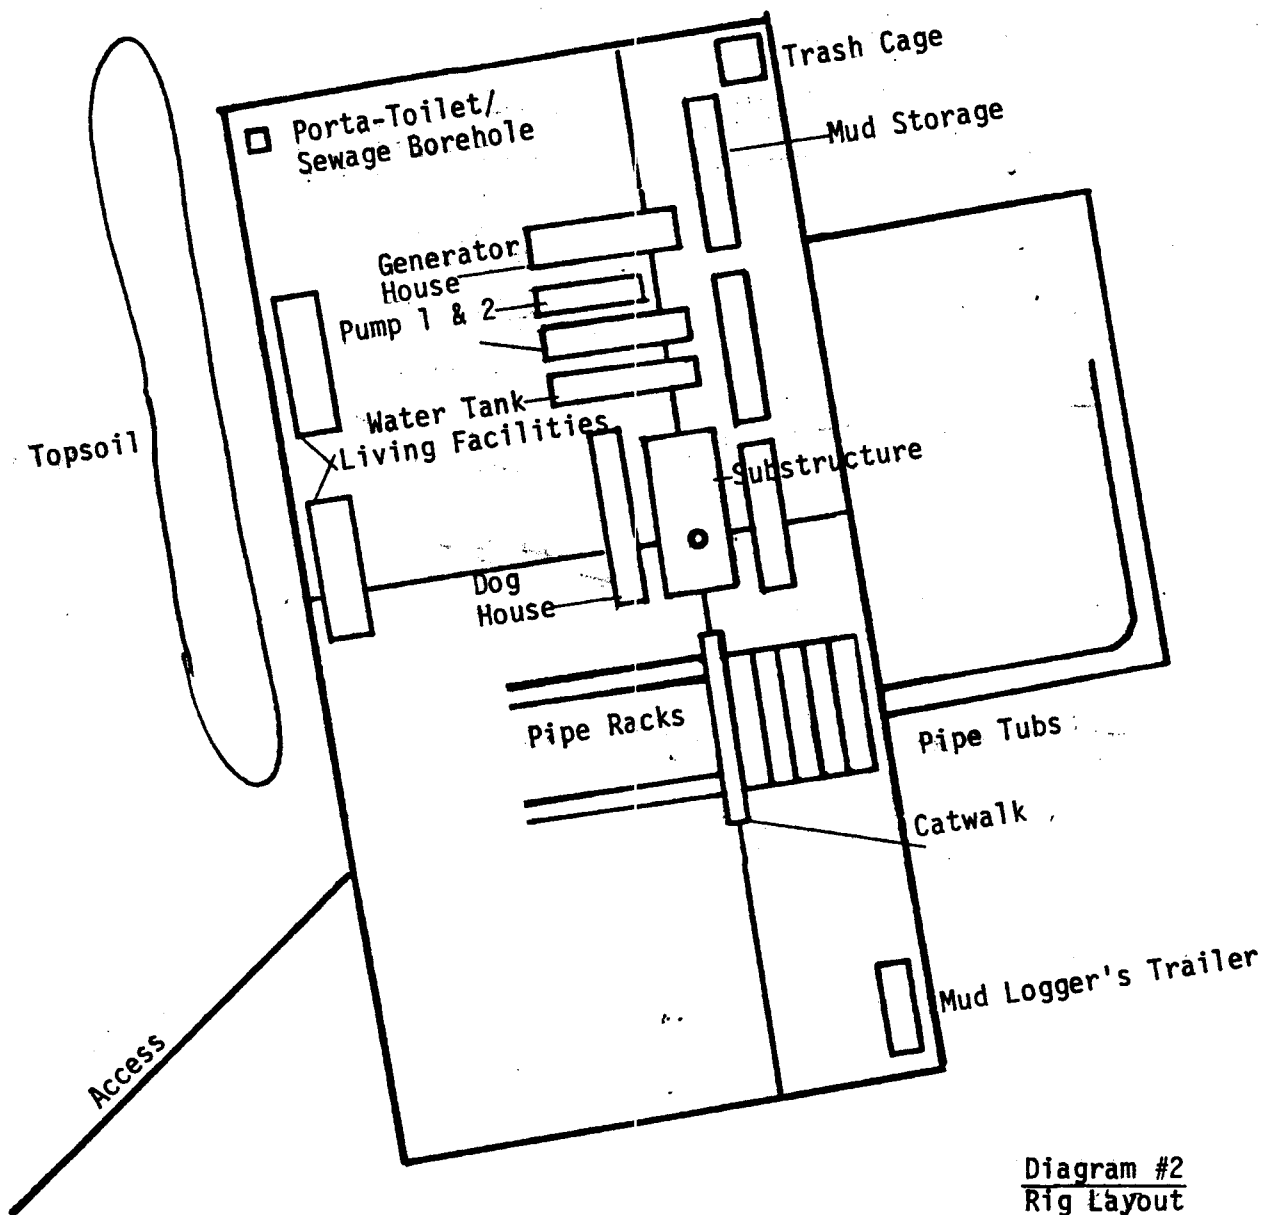 Trash Cage
Porta-Toilet/
Sewage Borehole
Mud Storage
Generator
House
Pump 1 & 2
Water Tank
Living Facilities
Topsoil
Substructure
Dog
House
Pipe Racks
Pipe Tubs
Catwalk
Mud Logger's Trailer
Access
Diagram #2
Rig Layout